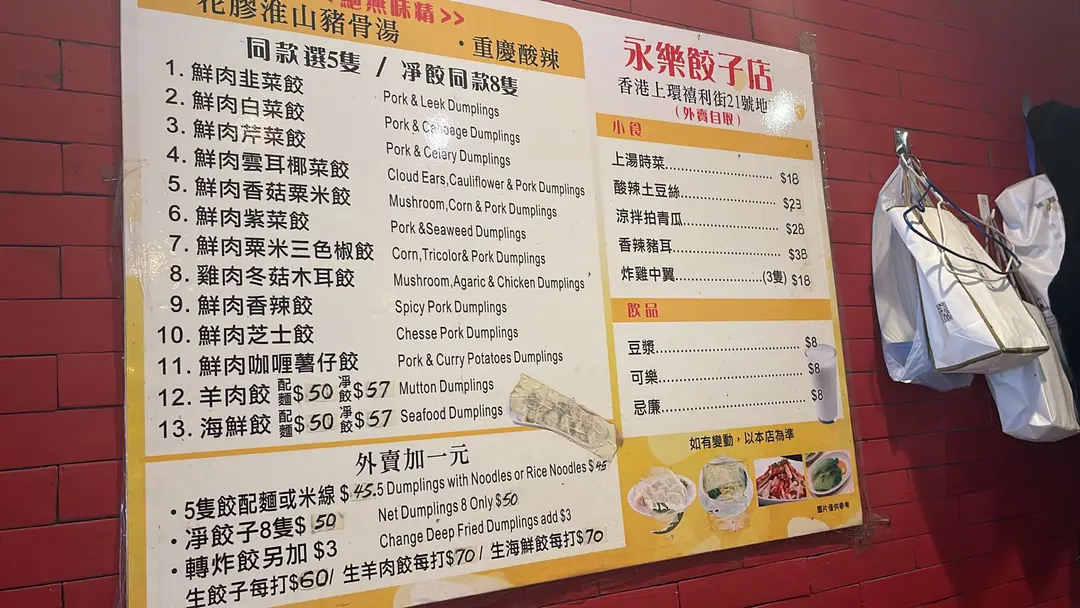 絕無味精>>
花膠淮山豬骨湯 · 重慶酸辣
同款選5隻 / 淨餃同款8隻
1. 鮮肉韭菜餃 Pork & Leek Dumplings
2. 鮮肉白菜餃 Pork & Cabbage Dumplings
3. 鮮肉芹菜餃 Pork & Celery Dumplings
4. 鮮肉雲耳椰菜餃 Cloud Ears,Cauliflower & Pork Dumplings
5. 鮮肉香菇粟米餃 Mushroom,Corn & Pork Dumplings
6. 鮮肉紫菜餃 Pork &Seaweed Dumplings
7. 鮮肉粟米三色椒餃 Corn,Tricolor& Pork Dumplings
8. 雞肉冬菇木耳餃 Mushroom,Agaric & Chicken Dumplings
9. 鮮肉香辣餃 Spicy Pork Dumplings
10. 鮮肉芝士餃 Chesse Pork Dumplings
11. 鮮肉咖喱薯仔餃 Pork & Curry Potatoes Dumplings
12. 羊肉餃 配麵$50 淨餃$57 Mutton Dumplings
13. 海鮮餃 配麵$50 淨餃$57 Seafood Dumplings
外賣加一元
· 5隻餃配麵或米線 $45.5 Dumplings with Noodles or Rice Noodles $45
· 淨餃子8隻$ 50 Net Dumplings 8 Only $50
· 轉炸餃另加 $3 Change Deep Fried Dumplings add $3
生餃子每打$60/ 生羊肉餃每打$70/ 生海鮮餃每打$70
永樂餃子店
香港上環禧利街21號地
(外賣自取)
小食
上湯時菜 $18
酸辣土豆絲 $23
涼拌拍青瓜 $28
香辣豬耳 $38
炸雞中翼 (3隻) $18
飲品
豆漿 $8
可樂 $8
忌廉 $8
如有變動，以本店為準
圖片僅供參考